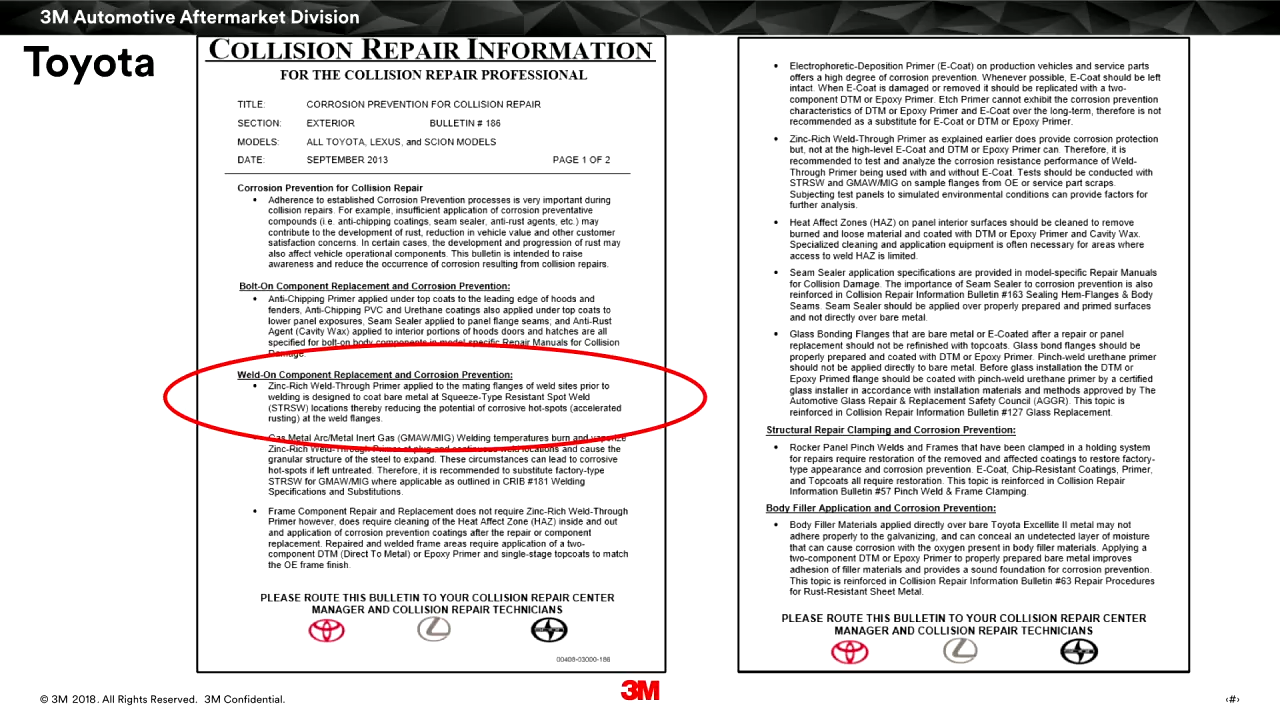 3M Automotive Aftermarket Division
Toyota
COLLISION REPAIR INFORMATION
FOR THE COLLISION REPAIR PROFESSIONAL
TITLE: CORROSION PREVENTION FOR COLLISION REPAIR
SECTION: EXTERIOR BULLETIN # 186
MODELS: ALL TOYOTA, LEXUS, and SCION MODELS
DATE: SEPTEMBER 2013 PAGE 1 OF 2
Corrosion Prevention for Collision Repair
• Adherence to established Corrosion Prevention processes is very important during
collision repairs. For example, insufficient application of corrosion preventative
compounds (i.e. anti-chipping coatings, seam sealer, anti-rust agents, etc.) may
contribute to the development of rust, reduction in vehicle value and other customer
satisfaction concerns. In certain cases, the development and progression of rust may
also affect vehicle operational components. This bulletin is intended to raise
awareness and reduce the occurrence of corrosion resulting from collision repairs.
Bolt-On Component Replacement and Corrosion Prevention:
• Anti-Chipping Primer applied under top coats to the leading edge of hoods and
fenders, Anti-Chipping PVC and Urethane coatings also applied under top coats to
lower panel exposures, Seam Sealer applied to panel flange seams; and Anti-Rust
Agent (Cavity Wax) applied to interior portions of hoods doors and hatches are all
specified for bolt-on body components in model-specific Repair Manuals for Collision
Damage.
Weld-On Component Replacement and Corrosion Prevention:
• Zinc-Rich Weld-Through Primer applied to the mating flanges of weld sites prior to
welding is designed to coat bare metal at Squeeze-Type Resistant Spot Weld
(STRSW) locations thereby reducing the potential of corrosive hot-spots (accelerated
rusting) at the weld flanges.
• Gas Metal Arc/Metal Inert Gas (GMAW/MIG) Welding temperatures burn and vaporize
Zinc-Rich Weld-Through Primer at plug and continuous weld locations and cause the
granular structure of the steel to expand. These circumstances can lead to corrosive
hot-spots if left untreated. Therefore, it is recommended to substitute factory-type
STRSW for GMAW/MIG where applicable as outlined in CRIB #181 Welding
Specifications and Substitutions.
• Frame Component Repair and Replacement does not require Zinc-Rich Weld-Through
Primer however, does require cleaning of the Heat Affect Zone (HAZ) inside and out
and application of corrosion prevention coatings after the repair or component
replacement. Repaired and welded frame areas require application of a two-
component DTM (Direct To Metal) or Epoxy Primer and single-stage topcoats to match
the OE frame finish.
PLEASE ROUTE THIS BULLETIN TO YOUR COLLISION REPAIR CENTER
MANAGER AND COLLISION REPAIR TECHNICIANS
00409-03000-186
• Electrophoretic-Deposition Primer (E-Coat) on production vehicles and service parts
offers a high degree of corrosion prevention. Whenever possible, E-Coat should be left
intact. When E-Coat is damaged or removed it should be replicated with a two-
component DTM or Epoxy Primer. Etch Primer cannot exhibit the corrosion prevention
characteristics of DTM or Epoxy Primer and E-Coat over the long-term, therefore is not
recommended as a substitute for E-Coat or DTM or Epoxy Primer.
• Zinc-Rich Weld-Through Primer as explained earlier does provide corrosion protection
but, not at the high-level E-Coat and DTM or Epoxy Primer can. Therefore, it is
recommended to test and analyze the corrosion resistance performance of Weld-
Through Primer being used with and without E-Coat. Tests should be conducted with
STRSW and GMAW/MIG on sample flanges from OE or service part scraps.
Subjecting test panels to simulated environmental conditions can provide factors for
further analysis.
• Heat Affect Zones (HAZ) on panel interior surfaces should be cleaned to remove
burned and loose material and coated with DTM or Epoxy Primer and Cavity Wax.
Specialized cleaning and application equipment is often necessary for areas where
access to weld HAZ is limited.
• Seam Sealer application specifications are provided in model-specific Repair Manuals
for Collision Damage. The importance of Seam Sealer to corrosion prevention is also
reinforced in Collision Repair Information Bulletin #163 Sealing Hem-Flanges & Body
Seams. Seam Sealer should be applied over properly prepared and primed surfaces
and not directly over bare metal.
• Glass Bonding Flanges that are bare metal or E-Coated after a repair or panel
replacement should not be refinished with topcoats. Glass bond flanges should be
properly prepared and coated with DTM or Epoxy Primer. Pinch-weld urethane primer
should not be applied directly to bare metal. Before glass installation the DTM or
Epoxy Primed flange should be coated with pinch-weld urethane primer by a certified
glass installer in accordance with installation materials and methods approved by The
Automotive Glass Repair & Replacement Safety Council (AGGR). This topic is
reinforced in Collision Repair Information Bulletin #127 Glass Replacement.
Structural Repair Clamping and Corrosion Prevention:
• Rocker Panel Pinch Welds and Frames that have been clamped in a holding system
for repairs require restoration of the removed and affected coatings to restore factory-
type appearance and corrosion prevention. E-Coat, Chip-Resistant Coatings, Primer,
and Topcoats all require restoration. This topic is reinforced in Collision Repair
Information Bulletin #57 Pinch Weld & Frame Clamping.
Body Filler Application and Corrosion Prevention:
• Body Filler Materials applied directly over bare Toyota Excellite II metal may not
adhere properly to the galvanizing, and can conceal an undetected layer of moisture
that can cause corrosion with the oxygen present in body filler materials. Applying a
two-component DTM or Epoxy Primer to properly prepared bare metal improves
adhesion of filler materials and provides a sound foundation for corrosion prevention.
This topic is reinforced in Collision Repair Information Bulletin #63 Repair Procedures
for Rust-Resistant Sheet Metal.
PLEASE ROUTE THIS BULLETIN TO YOUR COLLISION REPAIR CENTER
MANAGER AND COLLISION REPAIR TECHNICIANS
© 3M 2018. All Rights Reserved. 3M Confidential.
3M
‹#›